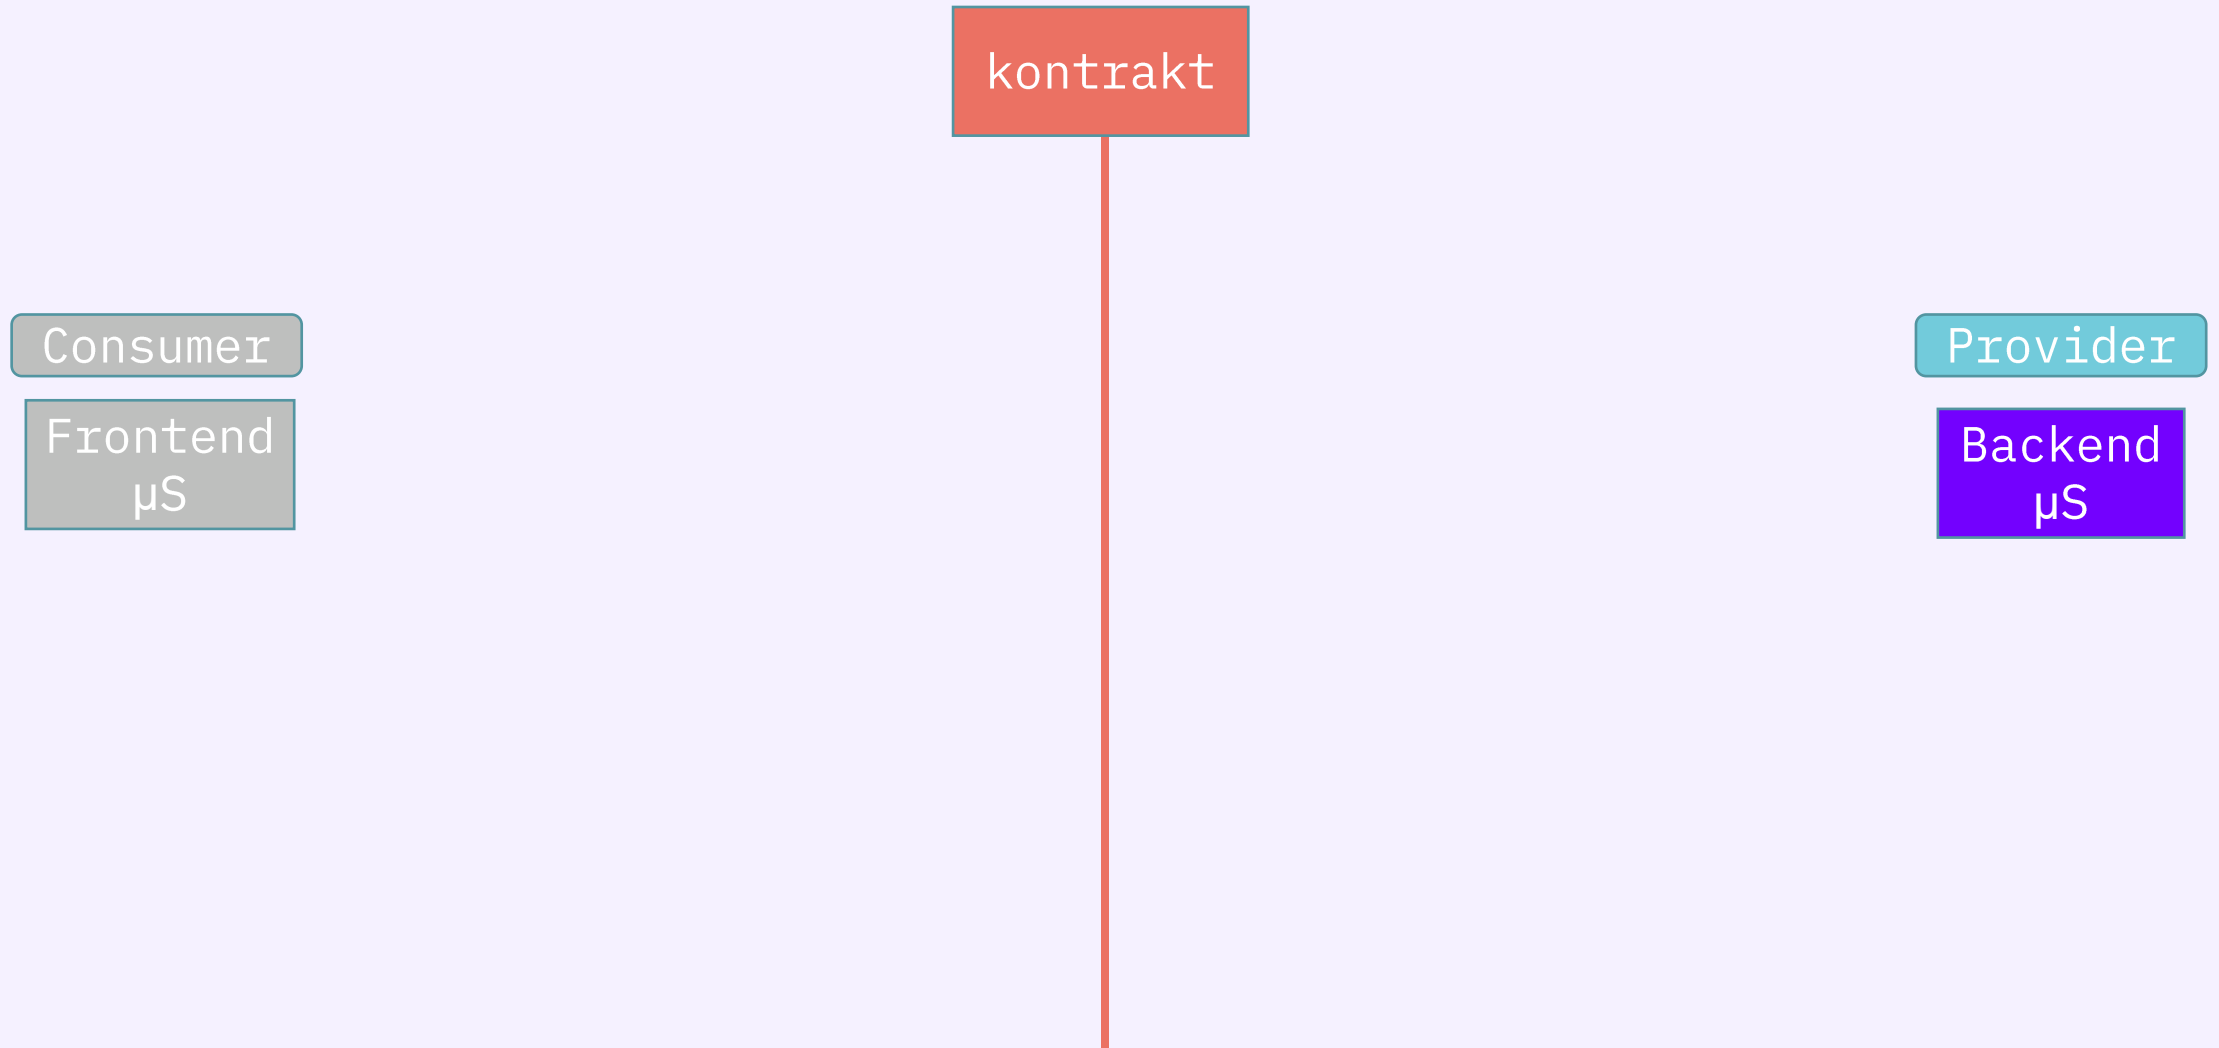 kontrakt
Consumer
Provider
Frontend
µS
Backend
µS